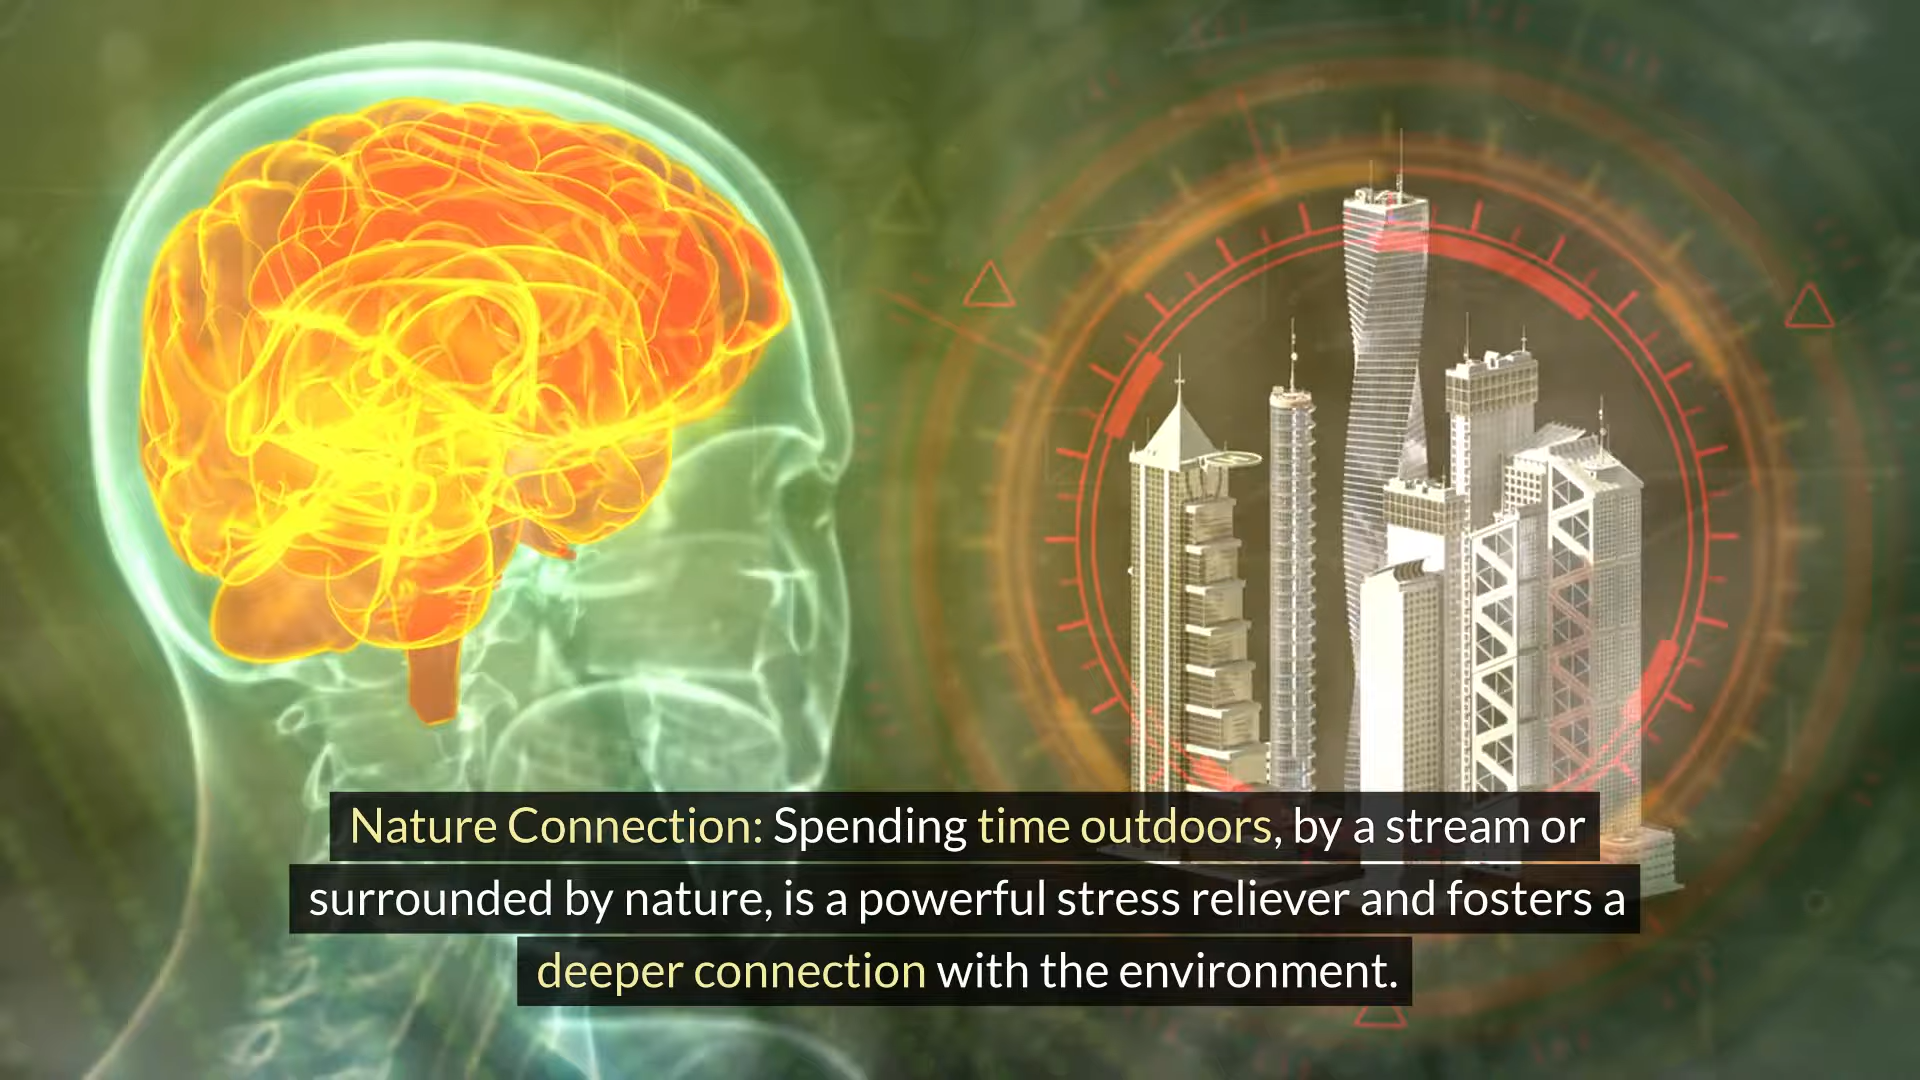 Nature Connection: Spending time outdoors, by a stream or
surrounded by nature, is a powerful stress reliever and fosters a
deeper connection with the environment.